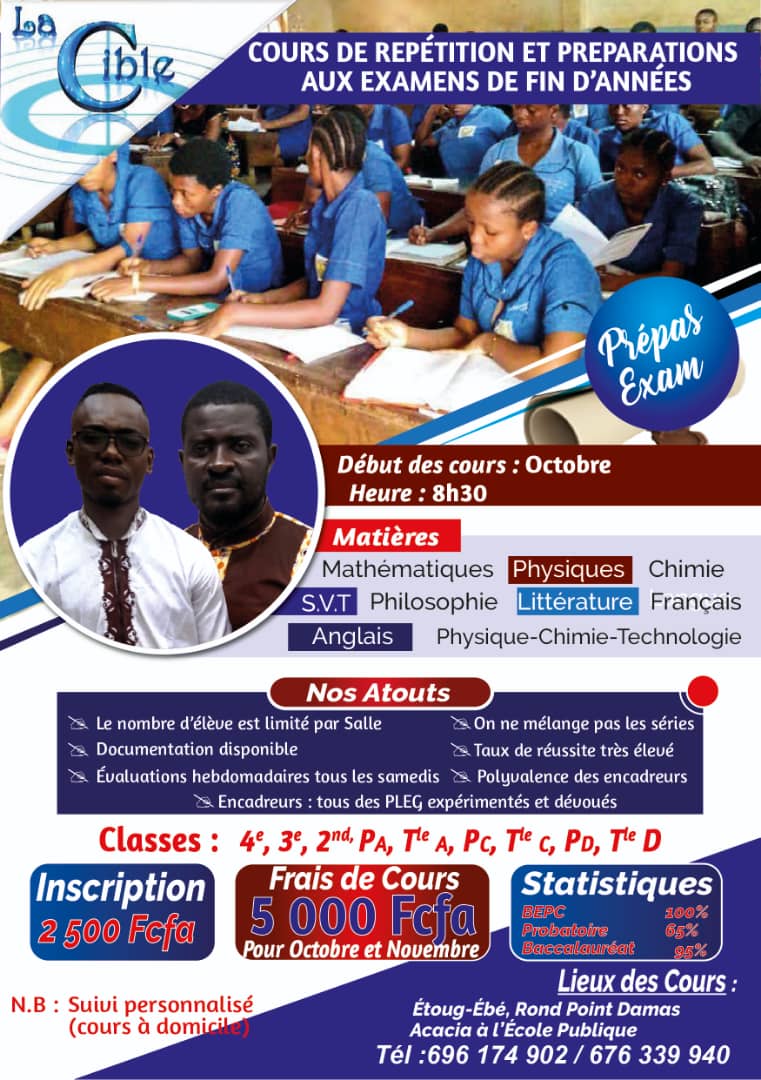 La Cible
COURS DE REPÉTITION ET PREPARATIONS
AUX EXAMENS DE FIN D'ANNÉES
Prépas
Exam
Début des cours : Octobre
Heure : 8h30
Matières
Mathématiques Physiques Chimie
S.V.T Philosophie Littérature Français
Anglais Physique-Chimie-Technologie
Nos Atouts
Le nombre d'élève est limité par Salle
On ne mélange pas les séries
Documentation disponible
Taux de réussite très élevé
Évaluations hebdomadaires tous les samedis
Polyvalence des encadreurs
Encadreurs : tous des PLEG expérimentés et dévoués
Classes : 4e, 3e, 2nd, PA, Tle A, PC, Tle C, PD, Tle D
Inscription
2 500 Fcfa
Frais de Cours
5 000 Fcfa
Pour Octobre et Novembre
Statistiques
BEPC 100%
Probatoire 65%
Baccalauréat 95%
N.B : Suivi personnalisé
(cours à domicile)
Lieux des Cours :
Étoug-Ébé, Rond Point Damas
Acacia à l'École Publique
Tél :696 174 902 / 676 339 940